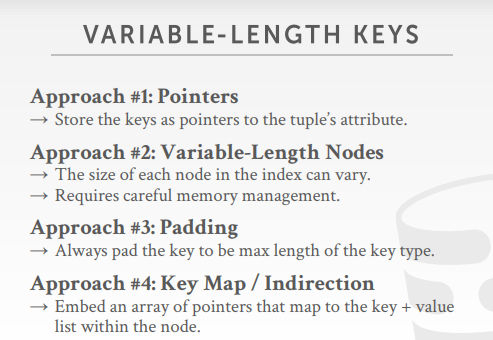 VARIABLE-LENGTH KEYS
Approach #1: Pointers
→ Store the keys as pointers to the tuple's attribute.
Approach #2: Variable-Length Nodes
→ The size of each node in the index can vary.
→ Requires careful memory management.
Approach #3: Padding
→ Always pad the key to be max length of the key type.
Approach #4: Key Map / Indirection
→ Embed an array of pointers that map to the key + value
list within the node.